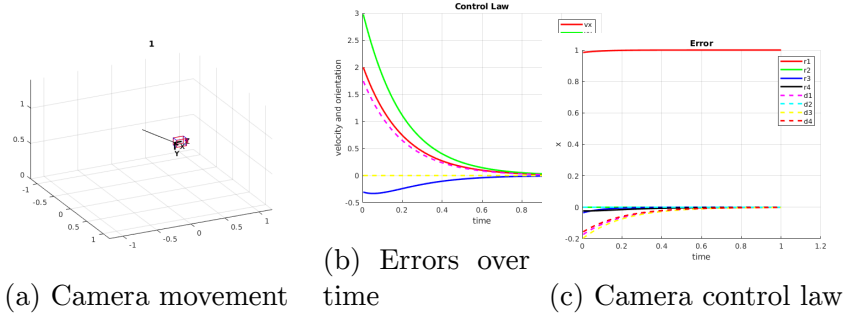 1
1
0.5
0
-1
-0.5
0
0.5
1
-1
-0.5
0
0.5
1
Y
Control Law
3
2.5
2
1.5
1
0.5
0
-0.5
velocity and orientation
0 0.2 0.4 0.6 0.8
time
vx
Error
1
0.8
0.6
0.4
0.2
0
-0.2
x
0 0.2 0.4 0.6 0.8 1 1.2
time
r1
r2
r3
r4
d1
d2
d3
d4
(a) Camera movement
(b) Errors over
time
(c) Camera control law